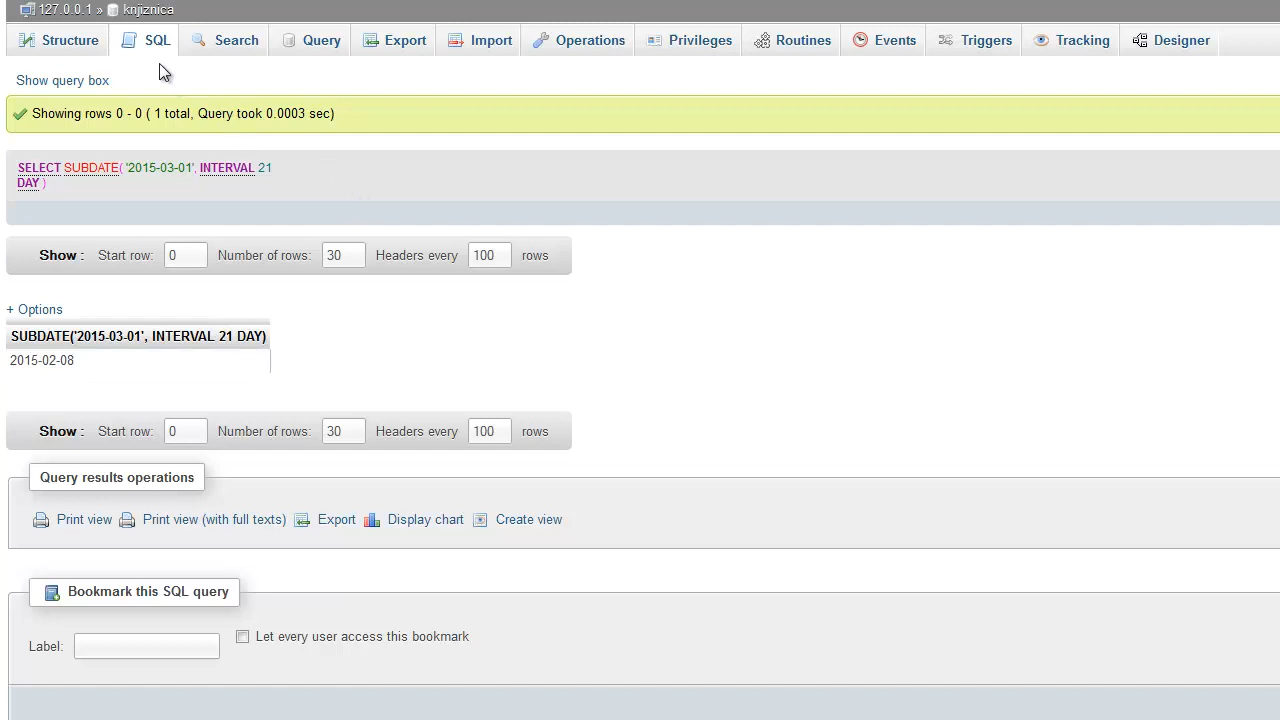 127.0.0.1 » knjiznica
Structure SQL Search Query Export Import Operations Privileges Routines Events Triggers Tracking Designer
Show query box
Showing rows 0 - 0 ( 1 total, Query took 0.0003 sec)
SELECT SUBDATE( '2015-03-01', INTERVAL 21
DAY )
Show : Start row: 0 Number of rows: 30 Headers every 100 rows
+ Options
SUBDATE('2015-03-01', INTERVAL 21 DAY)
2015-02-08
Show : Start row: 0 Number of rows: 30 Headers every 100 rows
Query results operations
Print view Print view (with full texts) Export Display chart Create view
Bookmark this SQL query
Label: Let every user access this bookmark